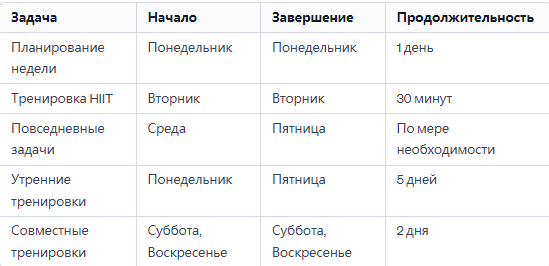 Задача Начало Завершение Продолжительность
Планирование Понедельник Понедельник 1 день
недели
Тренировка HIIT Вторник Вторник 30 минут
Повседневные Среда Пятница По мере
задачи необходимости
Утренние Понедельник Пятница 5 дней
тренировки
Совместные Суббота, Суббота, 2 дня
тренировки Воскресенье Воскресенье